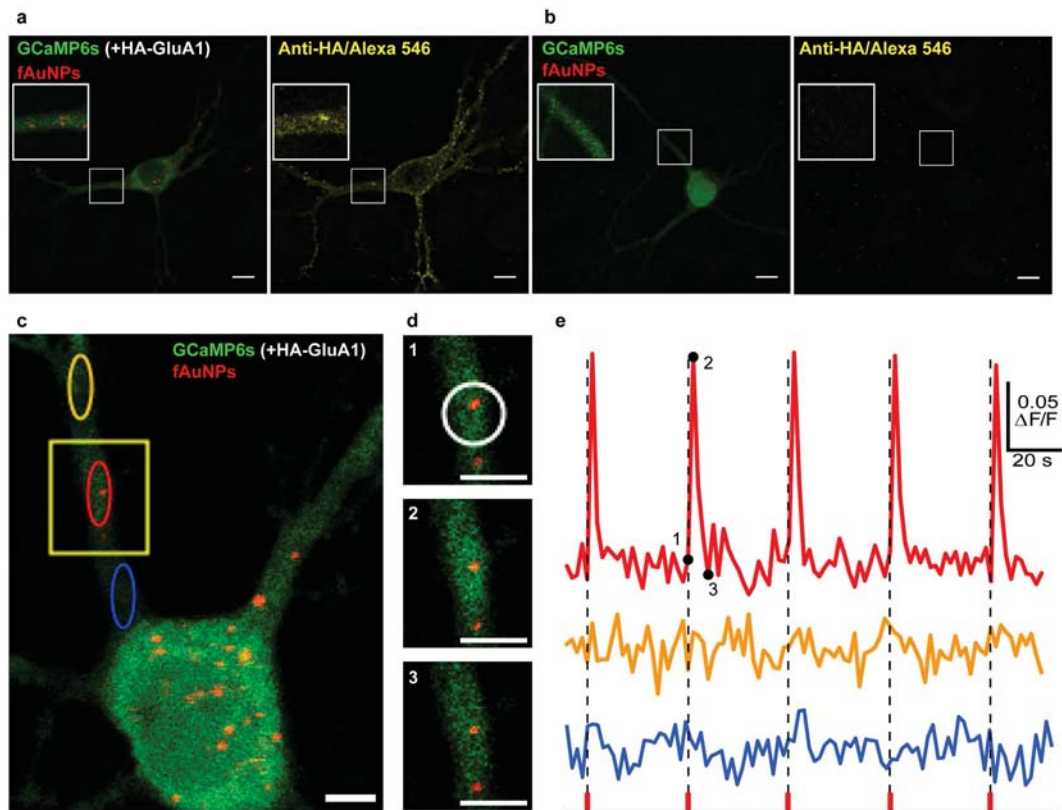 a
GCaMP6s (+HA-GluA1)
fAuNPs
Anti-HA/Alexa 546
b
GCaMP6s
fAuNPs
Anti-HA/Alexa 546
c
GCaMP6s (+HA-GluA1)
fAuNPs
d
1
2
3
e
2
1
3
0.05
ΔF/F
20 s